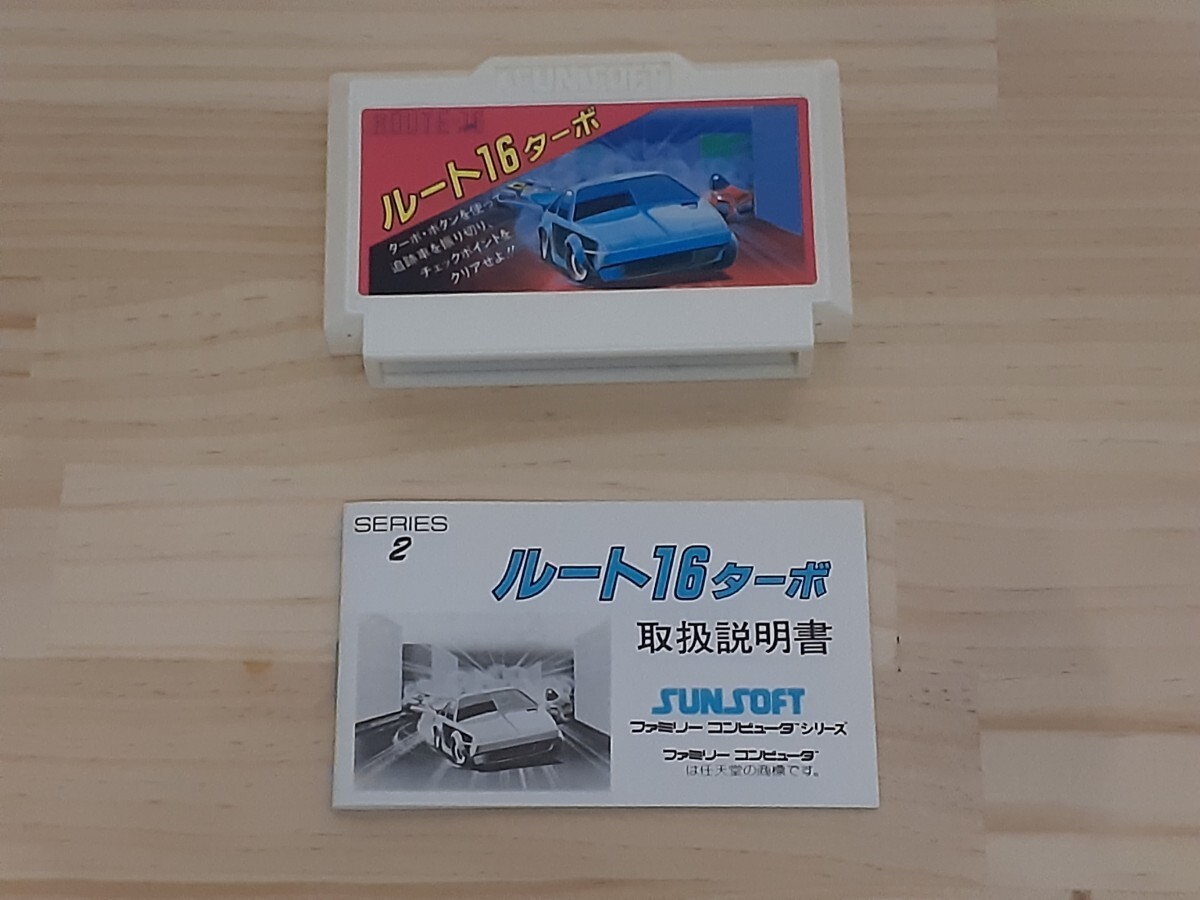 SUNSOFT
ROUTE 16
ルート16ターボ
ターボ・ボタンを使って
追跡車を振り切り、
チェックポイントを
クリアせよ!!
SERIES
2
ルート16ターボ
取扱説明書
SUNSOFT
ファミリー コンピュータ™シリーズ
ファミリー コンピュータ™
は任天堂の商標です。